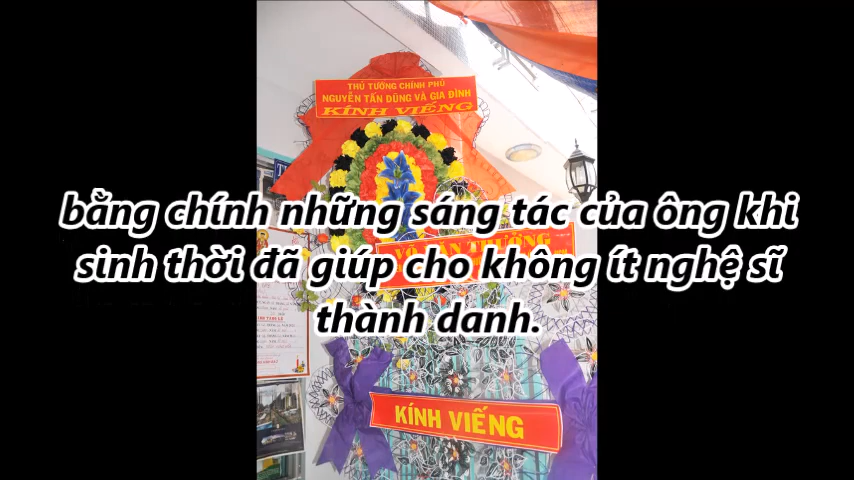 THỦ TƯỚNG CHÍNH PHỦ
NGUYỄN TẤN DŨNG VÀ GIA ĐÌNH
KÍNH VIẾNG
bằng chính những sáng tác của ông khi
sinh thời đã giúp cho không ít nghệ sĩ
thành danh.
KÍNH VIẾNG